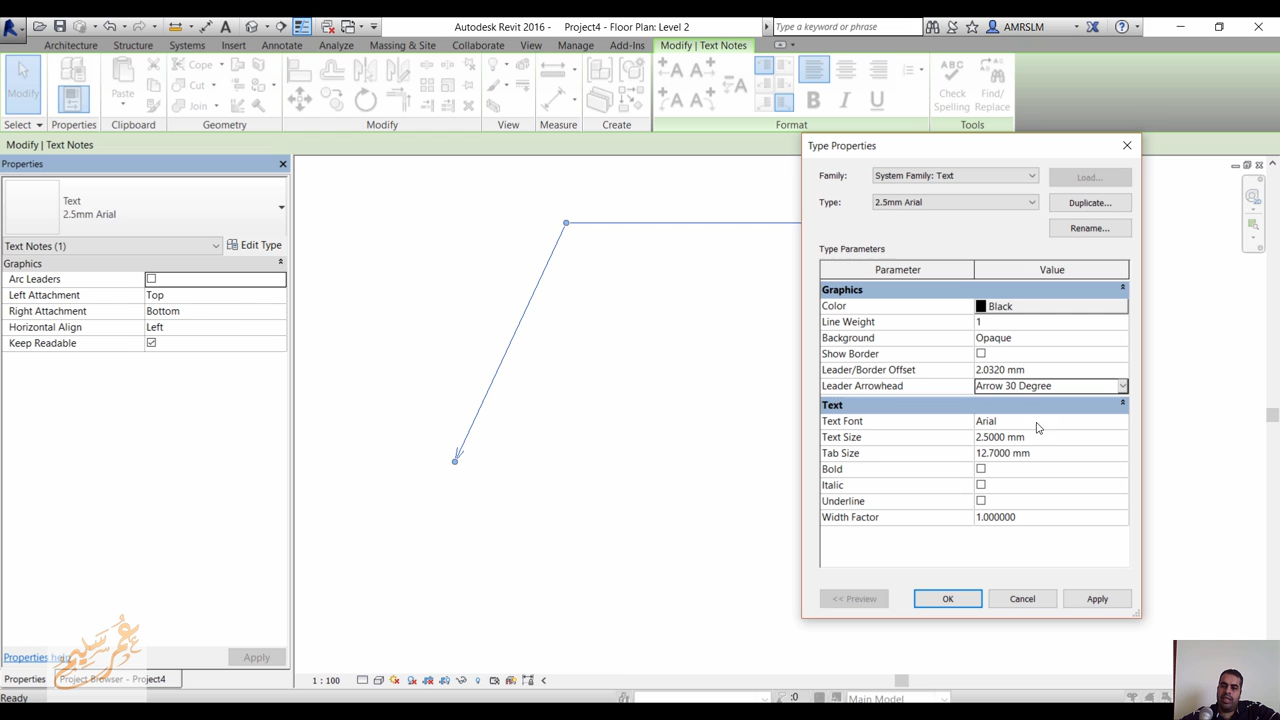 Autodesk Revit 2016 - Project4 - Floor Plan: Level 2
Type a keyword or phrase
AMRSLM
Architecture Structure Systems Insert Annotate Analyze Massing & Site Collaborate View Manage Add-Ins Modify | Text Notes
Modify
Paste
Cope
Cut
Join
Check Spelling
Find/ Replace
Select Properties Clipboard Geometry Modify View Measure Create Format Tools
Modify | Text Notes
Properties
Text
2.5mm Arial
Text Notes (1) Edit Type
Graphics
Arc Leaders
Left Attachment Top
Right Attachment Bottom
Horizontal Align Left
Keep Readable
Properties help
Apply
Properties Project Browser - Project4
Ready
1 : 100
:0
Main Model
Type Properties
Family: System Family: Text Load...
Type: 2.5mm Arial Duplicate...
Rename...
Type Parameters
Parameter Value
Graphics
Color Black
Line Weight 1
Background Opaque
Show Border
Leader/Border Offset 2.0320 mm
Leader Arrowhead Arrow 30 Degree
Text
Text Font Arial
Text Size 2.5000 mm
Tab Size 12.7000 mm
Bold
Italic
Underline
Width Factor 1.000000
<< Preview OK Cancel Apply
عمر سليم